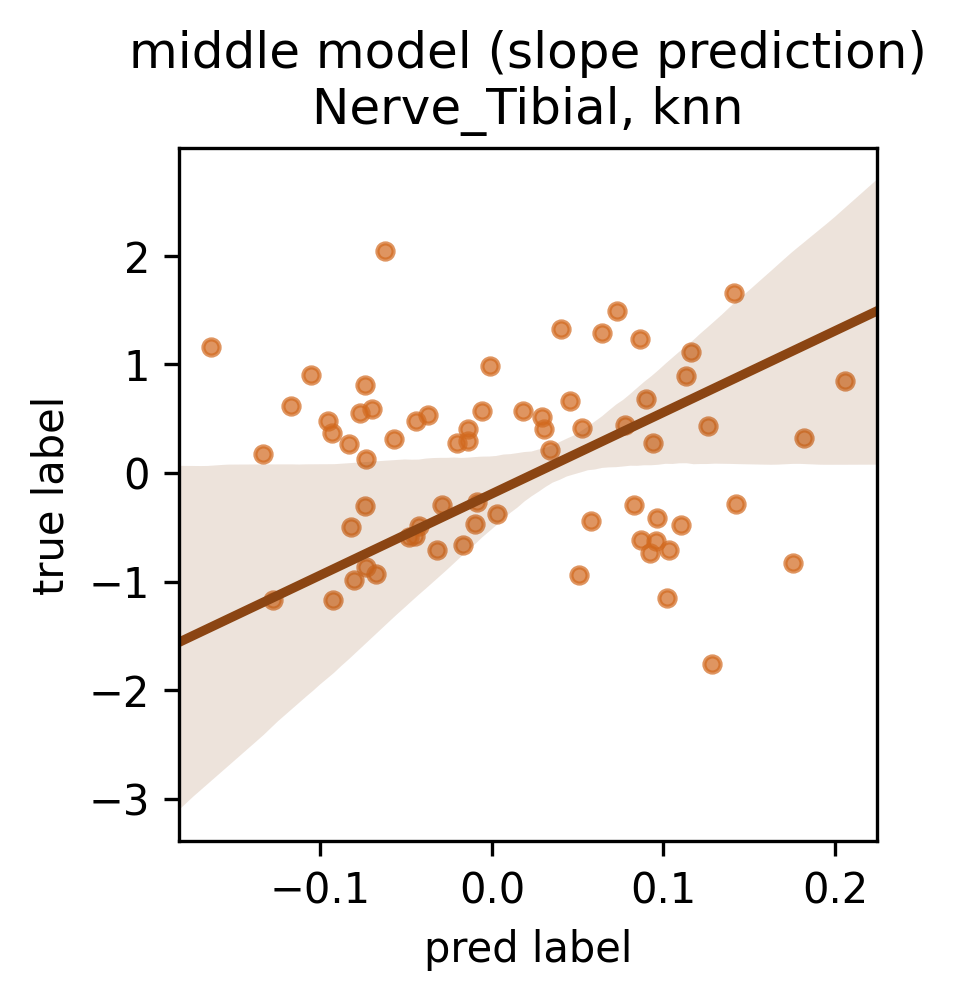 middle model (slope prediction)
Nerve_Tibial, knn
2
1
0
−1
−2
−3
true label
−0.1 0.0 0.1 0.2
pred label